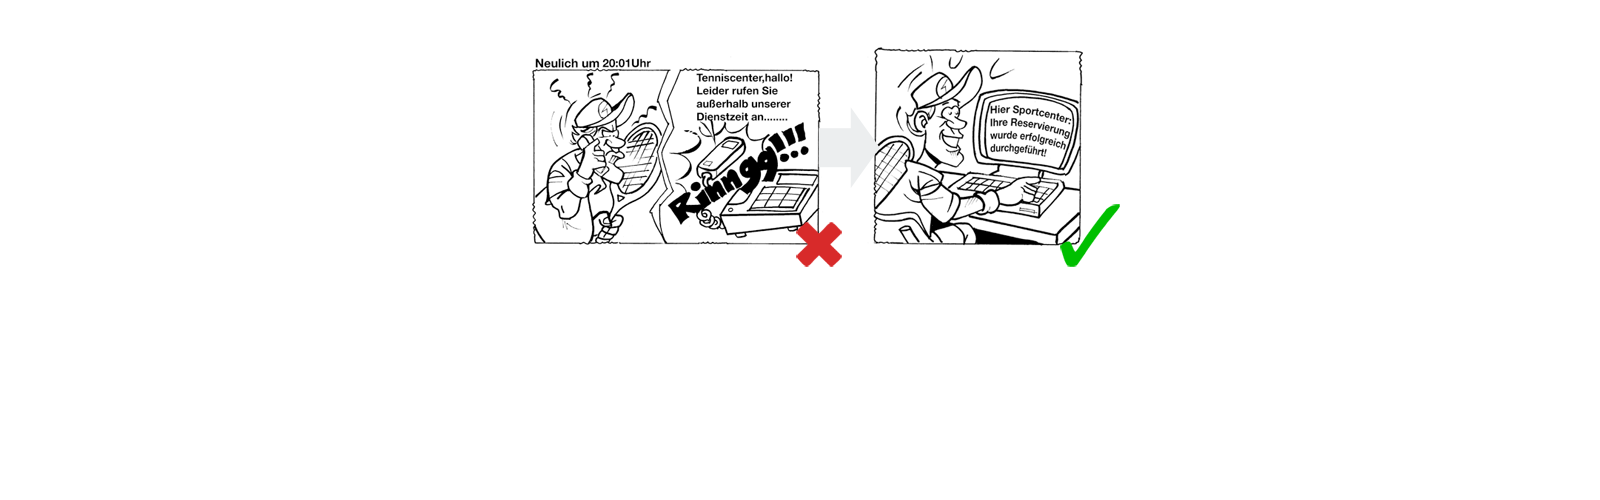 Neulich um 20:01Uhr
Tenniscenter,hallo!
Leider rufen Sie
außerhalb unserer
Dienstzeit an........
Rinngg!!!...
Hier Sportcenter:
Ihre Reservierung
wurde erfolgreich
durchgeführt!